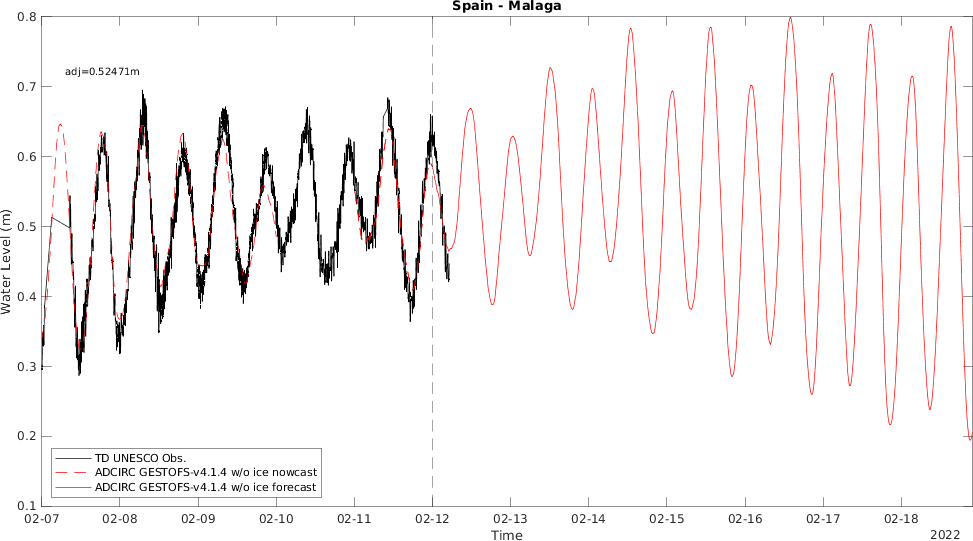 Spain - Malaga
adj=0.52471m
0.8
0.7
0.6
0.5
0.4
0.3
0.2
0.1
Water Level (m)
TD UNESCO Obs.
ADCIRC GESTOFS-v4.1.4 w/o ice nowcast
ADCIRC GESTOFS-v4.1.4 w/o ice forecast
02-07 02-08 02-09 02-10 02-11 02-12 02-13 02-14 02-15 02-16 02-17 02-18
Time
2022